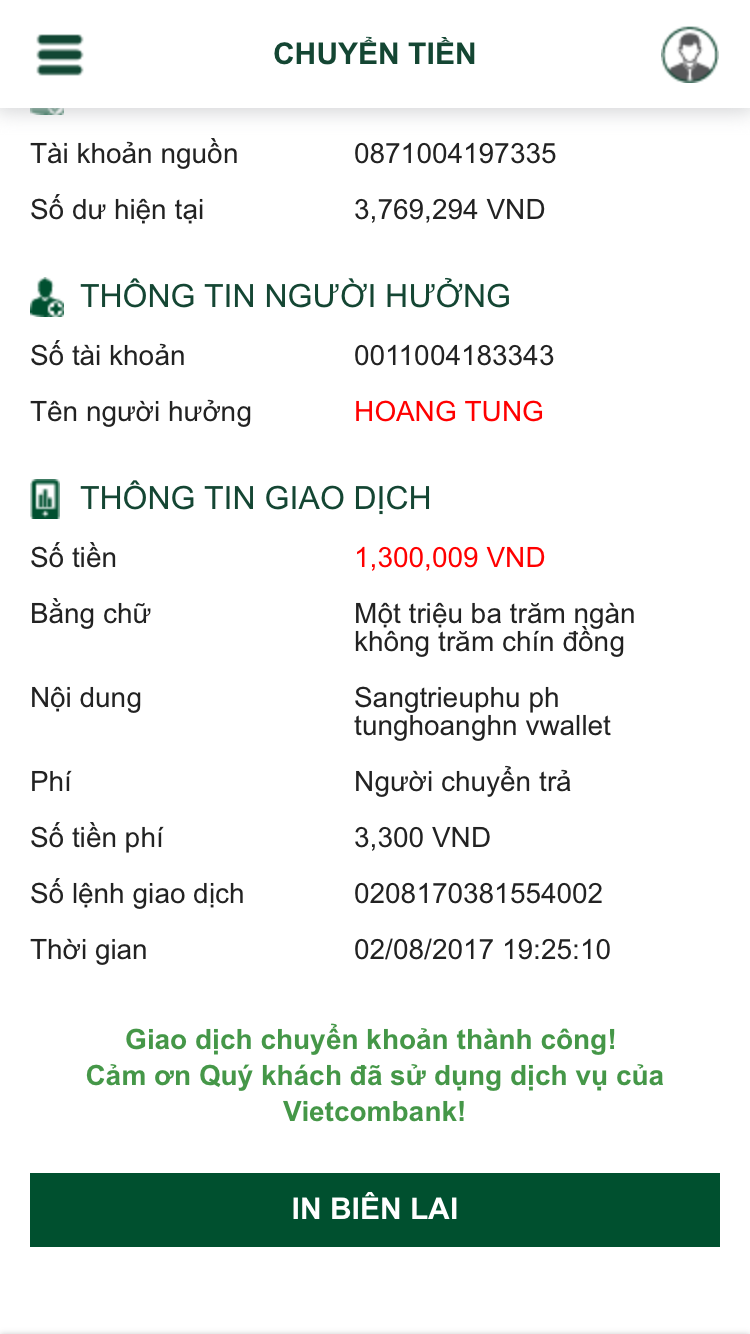 CHUYỂN TIỀN
Tài khoản nguồn 0871004197335
Số dư hiện tại 3,769,294 VND
THÔNG TIN NGƯỜI HƯỞNG
Số tài khoản 0011004183343
Tên người hưởng HOANG TUNG
THÔNG TIN GIAO DỊCH
Số tiền 1,300,009 VND
Bằng chữ Một triệu ba trăm ngàn
không trăm chín đồng
Nội dung Sangtrieuphu ph
tunghoanghn vwallet
Phí Người chuyển trả
Số tiền phí 3,300 VND
Số lệnh giao dịch 0208170381554002
Thời gian 02/08/2017 19:25:10
Giao dịch chuyển khoản thành công!
Cảm ơn Quý khách đã sử dụng dịch vụ của
Vietcombank!
IN BIÊN LAI